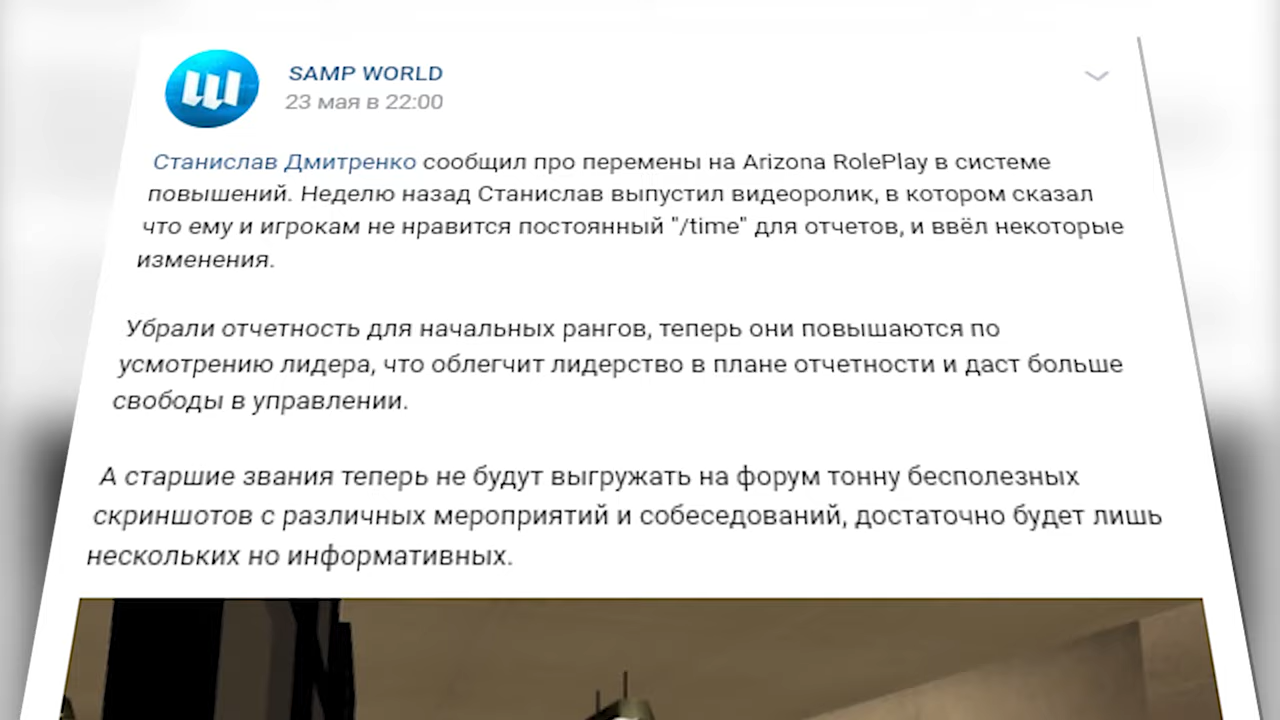 SAMP WORLD
23 мая в 22:00
Станислав Дмитренко сообщил про перемены на Arizona RolePlay в системе
повышений. Неделю назад Станислав выпустил видеоролик, в котором сказал
что ему и игрокам не нравится постоянный "/time" для отчетов, и ввёл некоторые
изменения.
Убрали отчетность для начальных рангов, теперь они повышаются по
усмотрению лидера, что облегчит лидерство в плане отчетности и даст больше
свободы в управлении.
А старшие звания теперь не будут выгружать на форум тонну бесполезных
скриншотов с различных мероприятий и собеседований, достаточно будет лишь
нескольких но информативных.